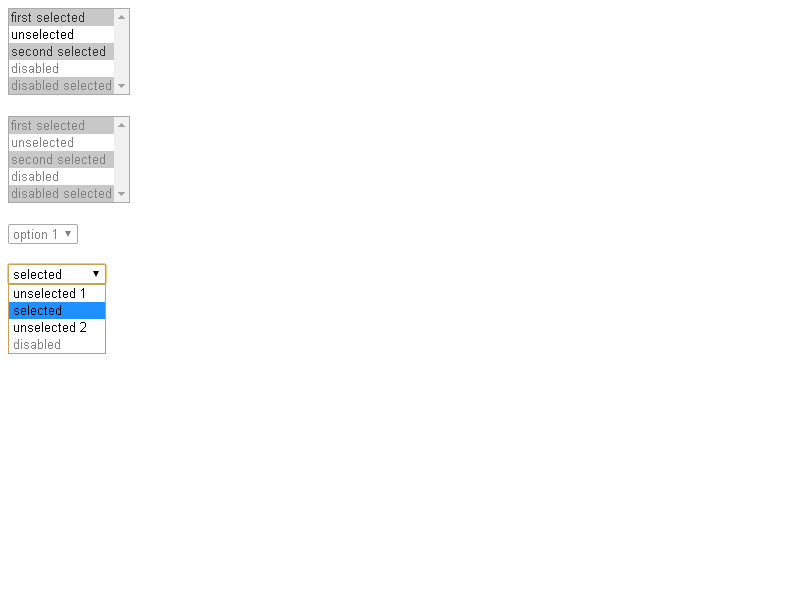 first selected
unselected
second selected
disabled
disabled selected
first selected
unselected
second selected
disabled
disabled selected
option 1
selected
unselected 1
selected
unselected 2
disabled